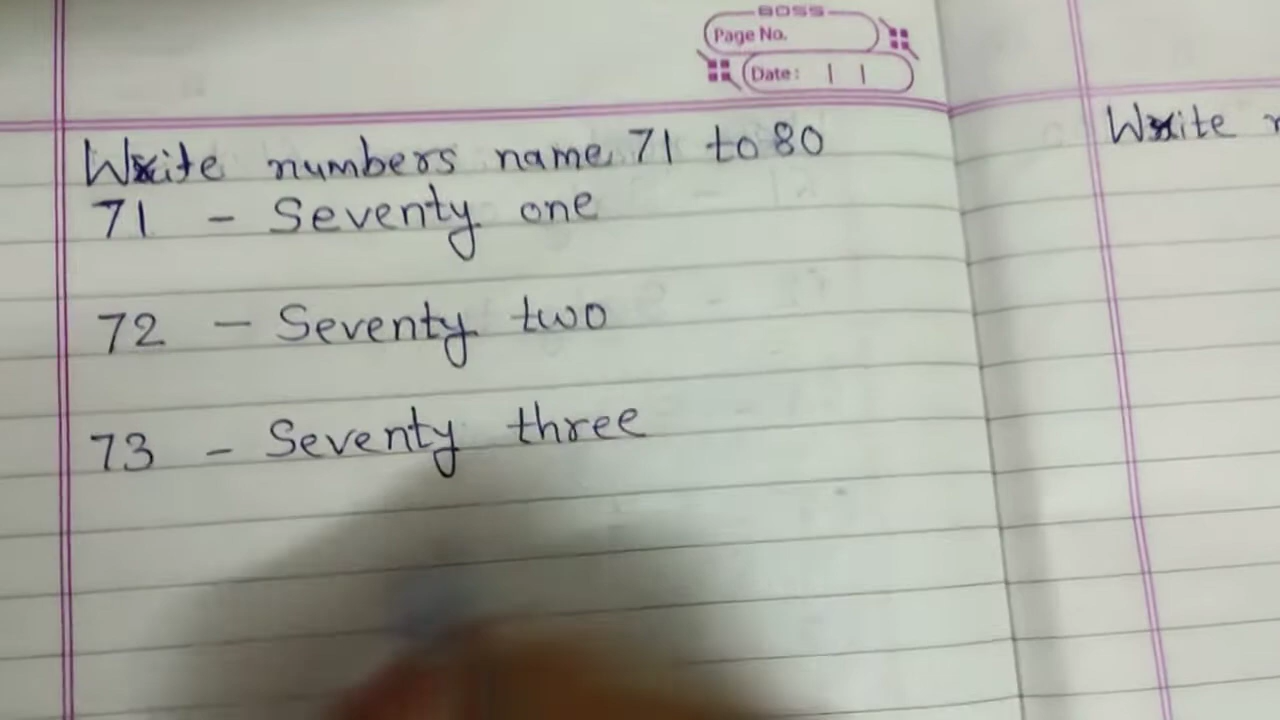 BOSS
Page No.
Date : | |
Write numbers name 71 to 80
71 - Seventy one
72 - Seventy two
73 - Seventy three
Write